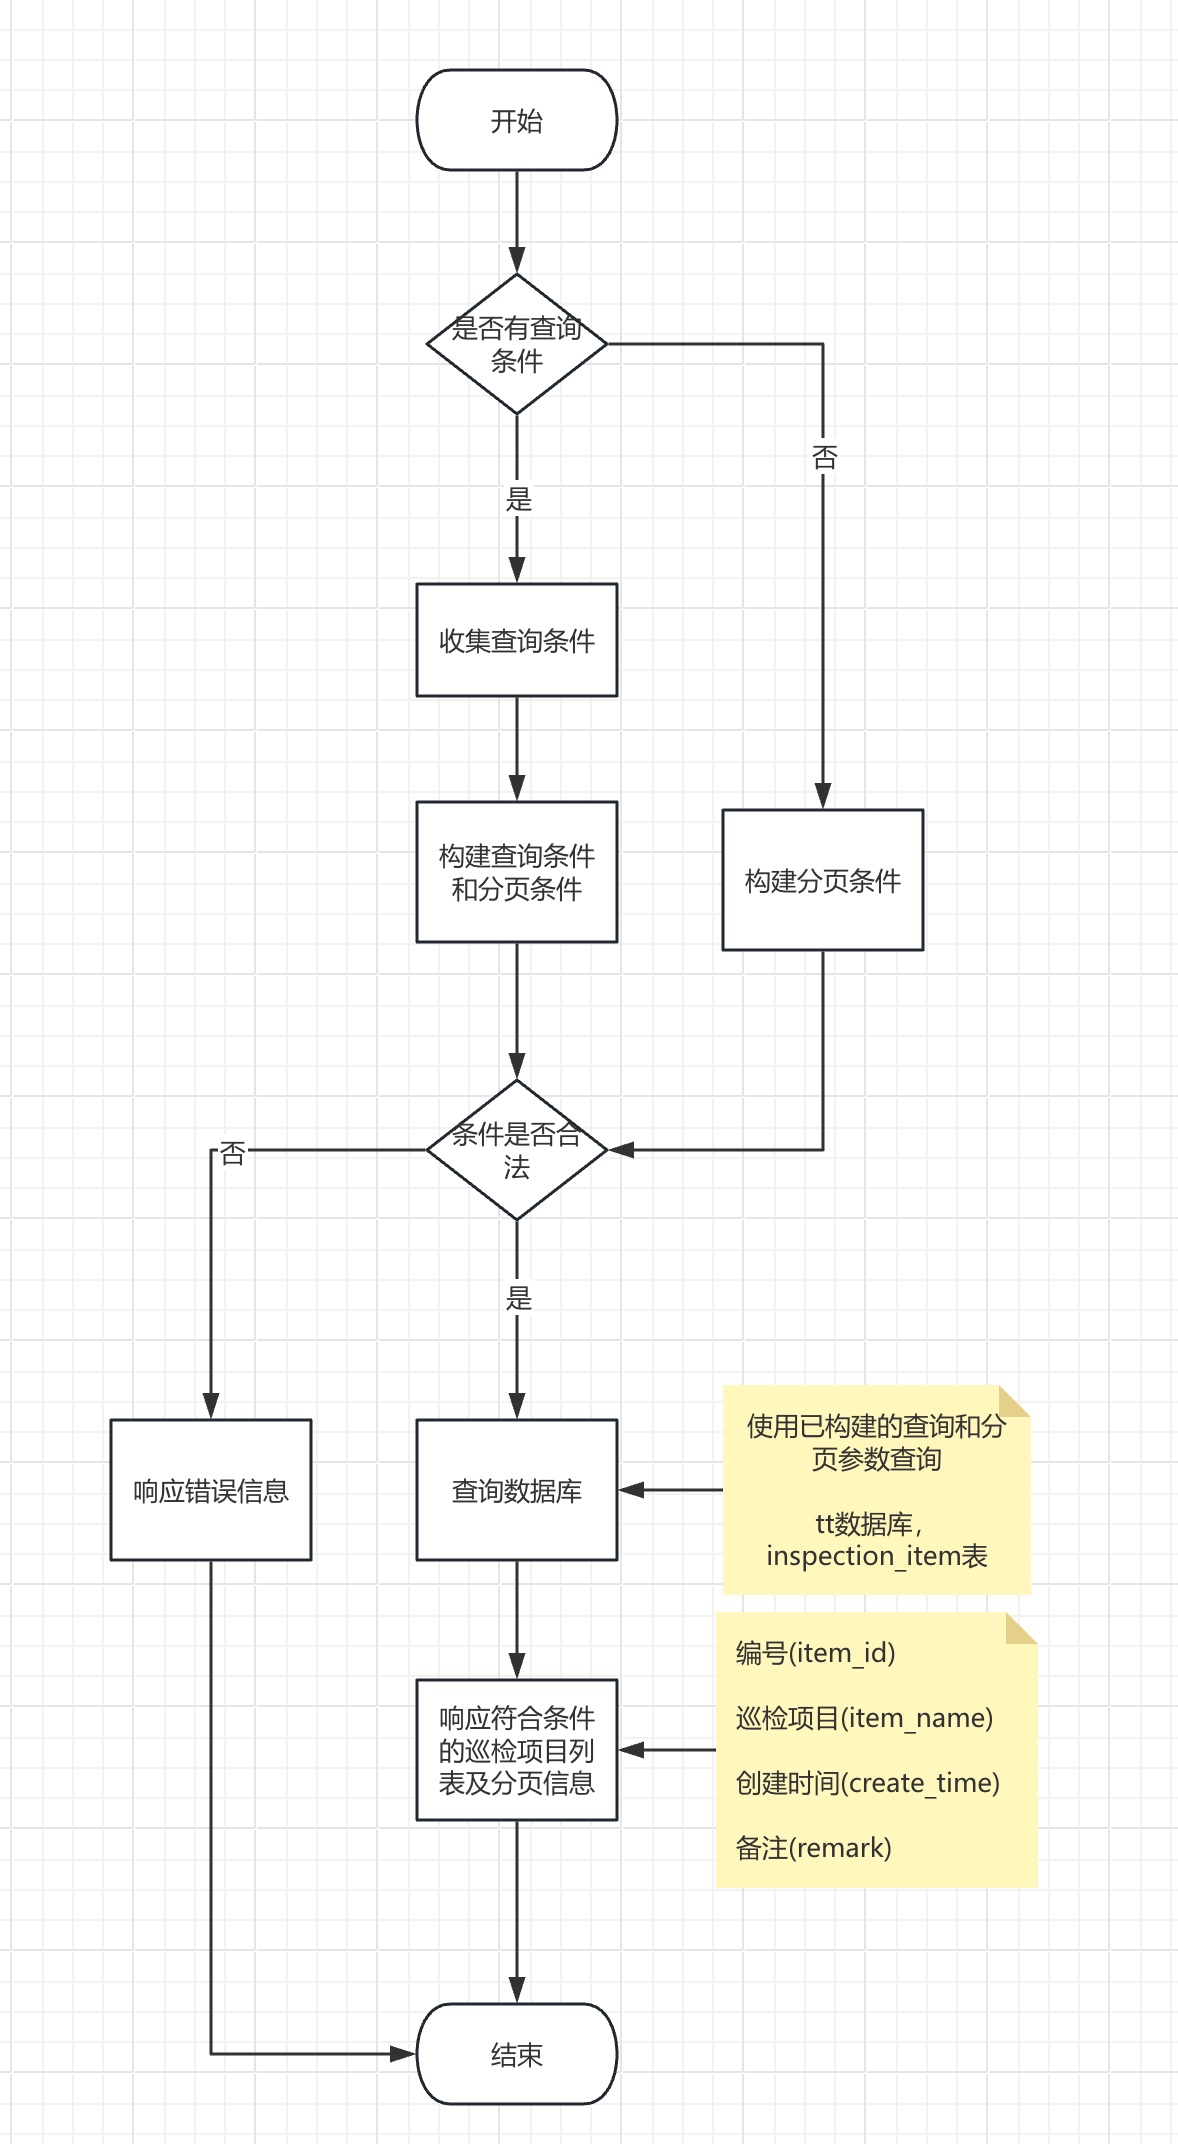 开始
是否有查询
条件
否
是
收集查询条件
构建查询条件
和分页条件
构建分页条件
条件是否合
法
否
是
响应错误信息
查询数据库
使用已构建的查询和分
页参数查询
tt数据库，
inspection_item表
响应符合条件
的巡检项目列
表及分页信息
编号(item_id)
巡检项目(item_name)
创建时间(create_time)
备注(remark)
结束